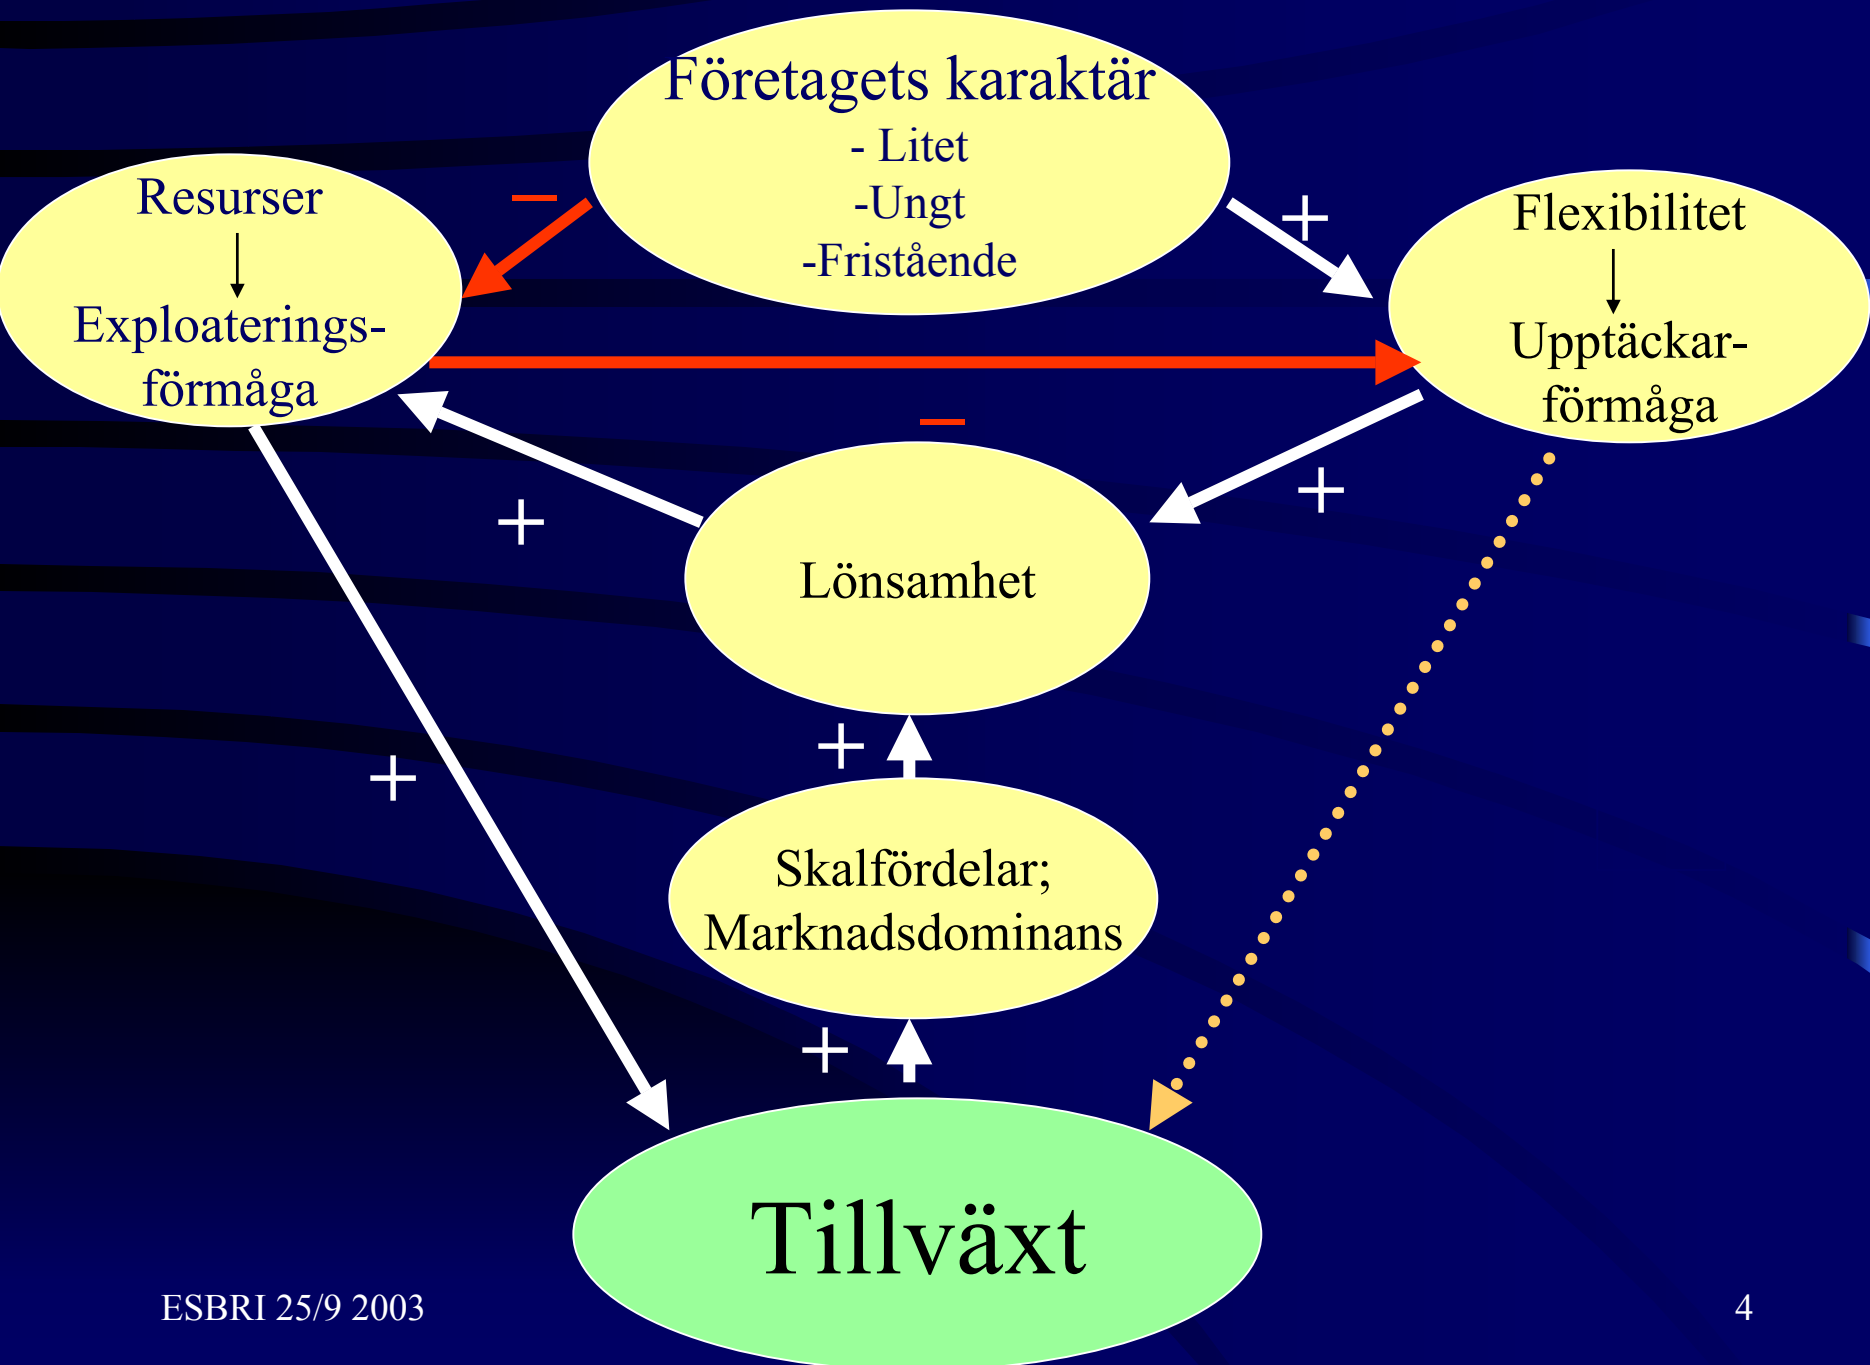 Företagets karaktär
- Litet
-Ungt
-Fristående
–
+
Resurser
Exploaterings-
förmåga
Flexibilitet
Upptäckar-
förmåga
–
+
+
Lönsamhet
+
+
Skalfördelar;
Marknadsdominans
+
Tillväxt
ESBRI 25/9 2003
4